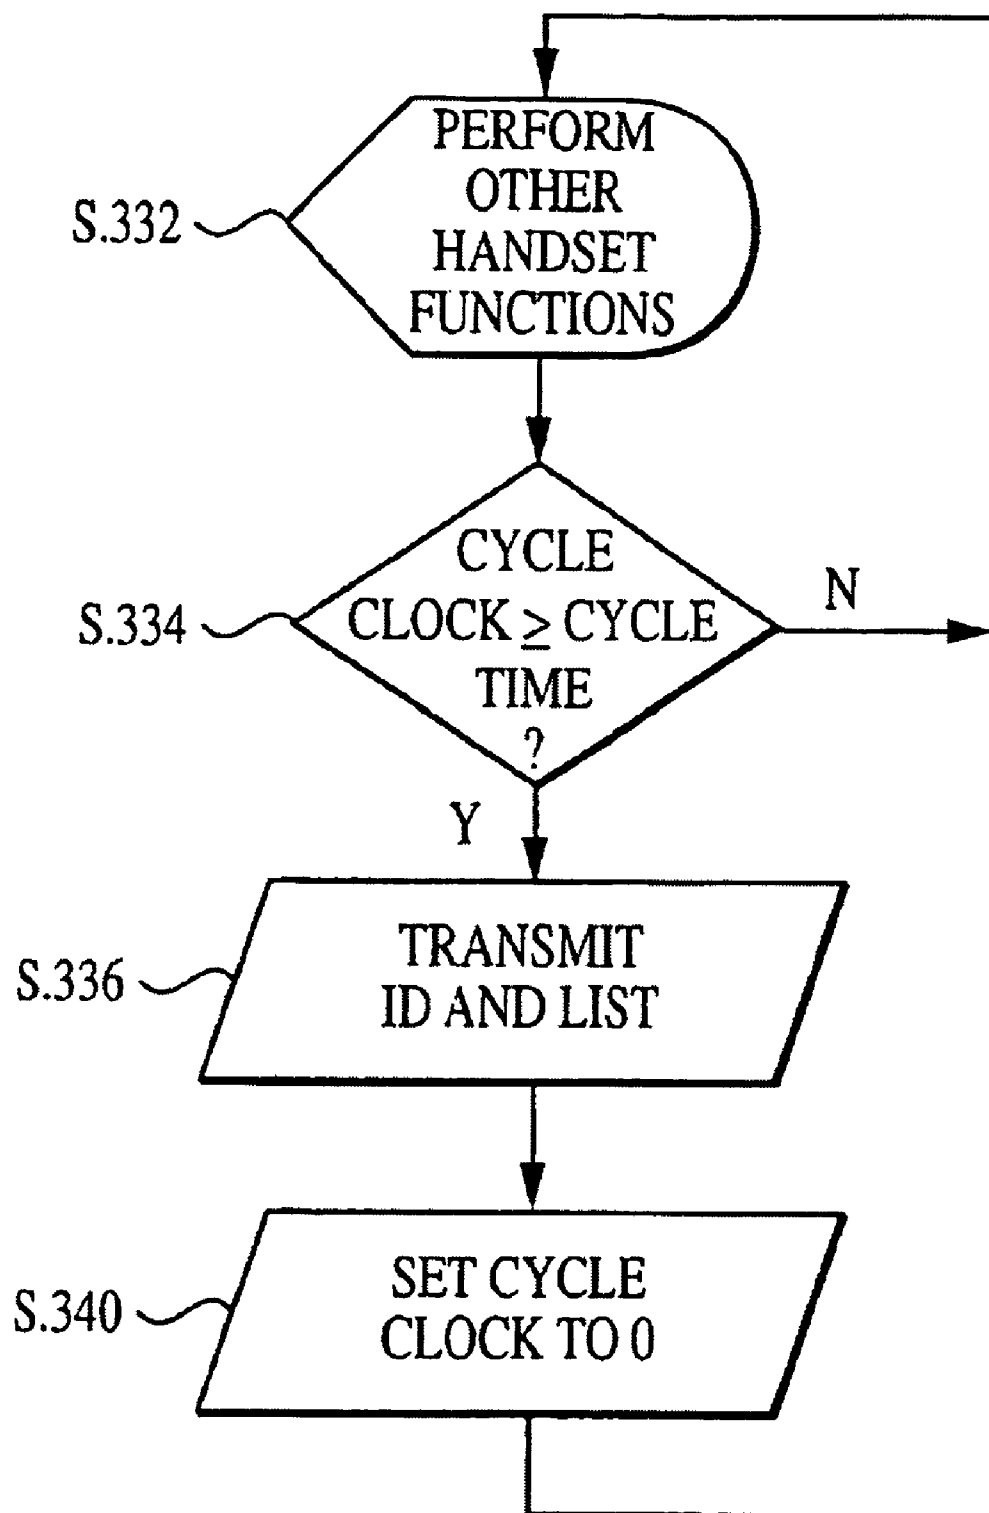 PERFORM
OTHER
HANDSET
FUNCTIONS
S.332
CYCLE
CLOCK ≥ CYCLE
TIME
?
S.334
N
Y
TRANSMIT
ID AND LIST
S.336
SET CYCLE
CLOCK TO 0
S.340